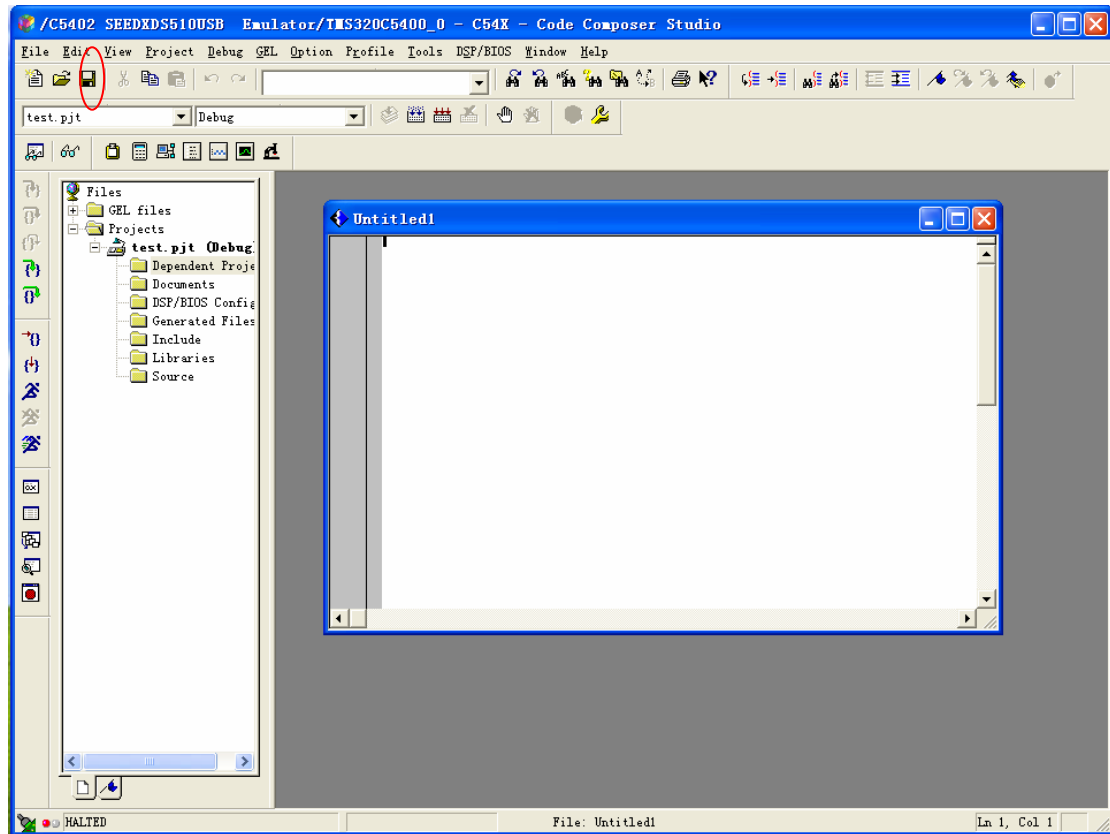 /C5402 SEEDXDS510USB Emulator/TMS320C5400_0 - C54X - Code Composer Studio
File Edit View Project Debug GEL Option Profile Tools DSP/BIOS Window Help
test.pjt Debug
Files
GEL files
Projects
test.pjt (Debug
Dependent Proje
Documents
DSP/BIOS Config
Generated Files
Include
Libraries
Source
Untitled1
HALTED File: Untitled1 Ln 1, Col 1